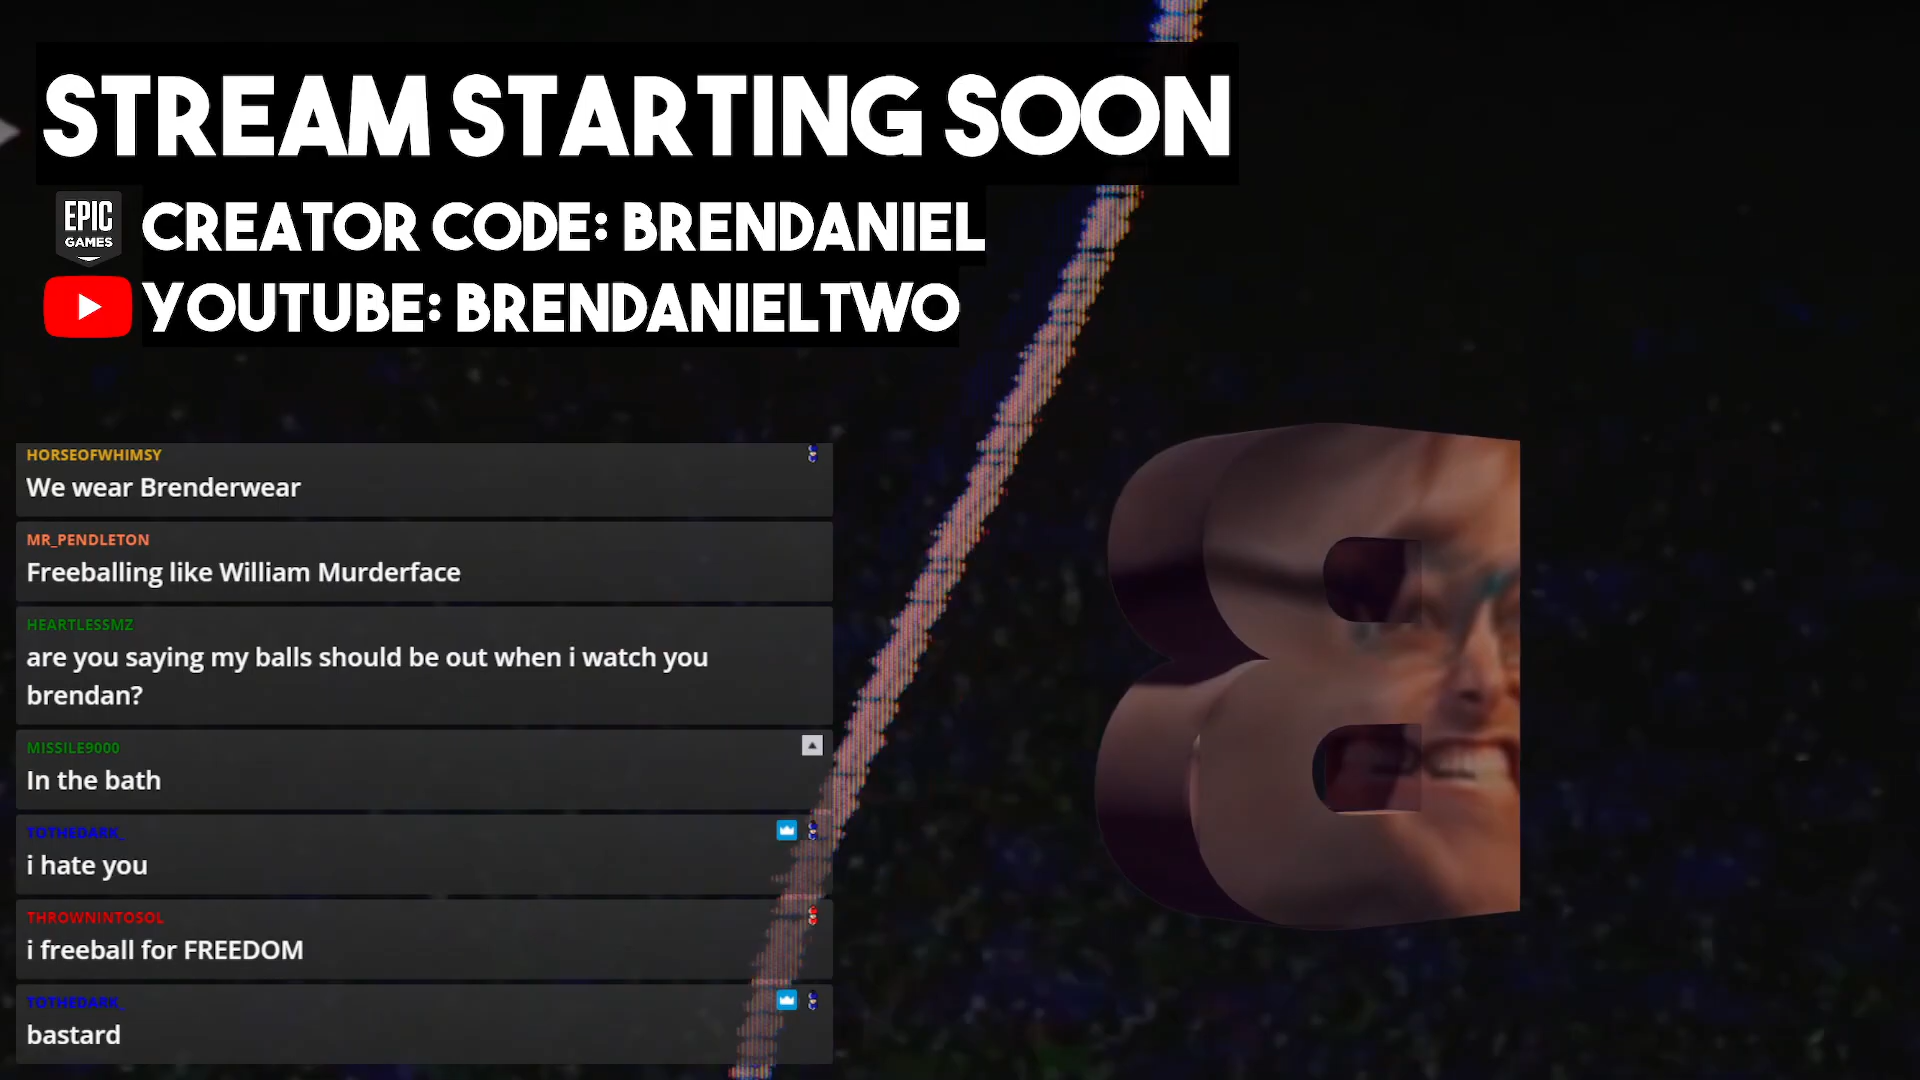 STREAM STARTING SOON
EPIC GAMES CREATOR CODE: BRENDANIEL
YOUTUBE: BRENDANIELTWO
HORSEOFWHIMSY
We wear Brenderwear
MR_PENDLETON
Freeballing like William Murderface
HEARTLESSMZ
are you saying my balls should be out when i watch you
brendan?
MISSILE9000
In the bath
TOTHEDARK_
i hate you
THROWNINTOSOL
i freeball for FREEDOM
TOTHEDARK_
bastard
B